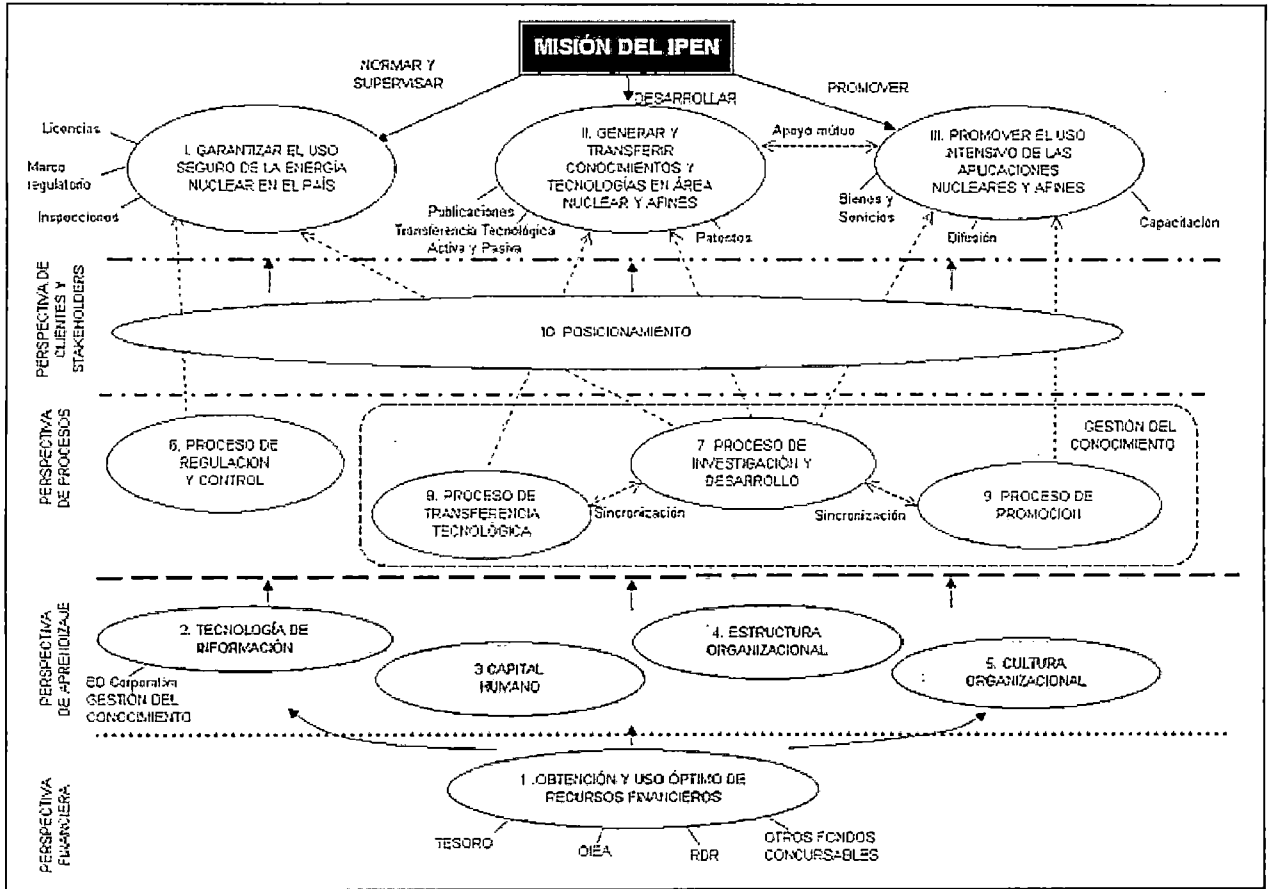 MISIÓN DEL IPEN
NORMAR Y
SUPERVISAR
DESARROLLAR
PROMOVER
Licencias
Marco
regulatorio
Inspecciones
I. GARANTIZAR EL USO
SEGURO DE LA ENERGÍA
NUCLEAR EN EL PAÍS
II. GENERAR Y
TRANSFERIR
CONOCIMIENTOS Y
TECNOLOGÍAS EN ÁREA
NUCLEAR Y AFINES
Apoyo mútuo
III. PROMOVER EL USO
INTENSIVO DE LAS
APLICACIONES
NUCLEARES Y AFINES
Publicaciones
Transferencia Tecnológica
Activa y Pasiva
Patentes
Bienes y
Servicios
Difusión
Capacitación
PERSPECTIVA DE
CLIENTES Y
STAKEHOLDERS
10. POSICIONAMIENTO
PERSPECTIVA
DE PROCESOS
6. PROCESO DE
REGULACION
Y CONTROL
7. PROCESO DE
INVESTIGACIÓN Y
DESARROLLO
GESTIÓN DEL
CONOCIMIENTO
8. PROCESO DE
TRANSFERENCIA
TECNOLÓGICA
Sincronización
Sincronización
9. PROCESO DE
PROMOCION
PERSPECTIVA
DE APRENDIZAJE
2. TECNOLOGÍA DE
INFORMACIÓN
3. CAPITAL
HUMANO
4. ESTRUCTURA
ORGANIZACIONAL
5. CULTURA
ORGANIZACIONAL
BD Corporativa
GESTIÓN DEL
CONOCIMIENTO
PERSPECTIVA
FINANCIERA
1. OBTENCIÓN Y USO ÓPTIMO DE
RECURSOS FINANCIEROS
TESORO
OIEA
RDR
OTROS FONDOS
CONCURSABLES